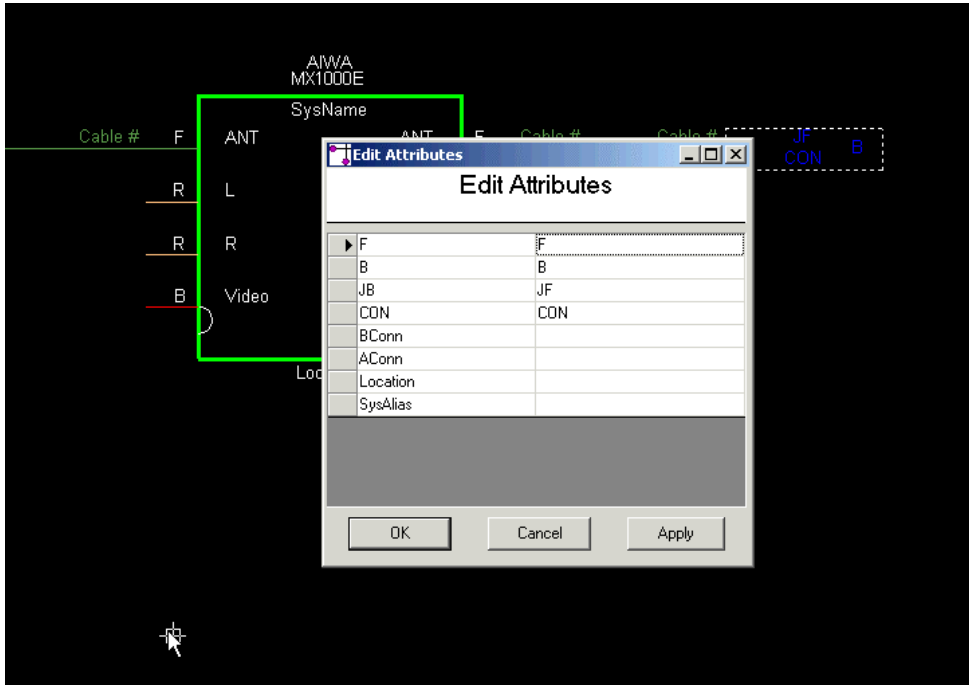 AIWA
MX1000E
SysName
Cable # F ANT ANT F Cable # Cable # JF
CON B
R L
R R
B Video
Loc
Edit Attributes
Edit Attributes
F F
B B
JB JF
CON CON
BConn
AConn
Location
SysAlias
OK Cancel Apply